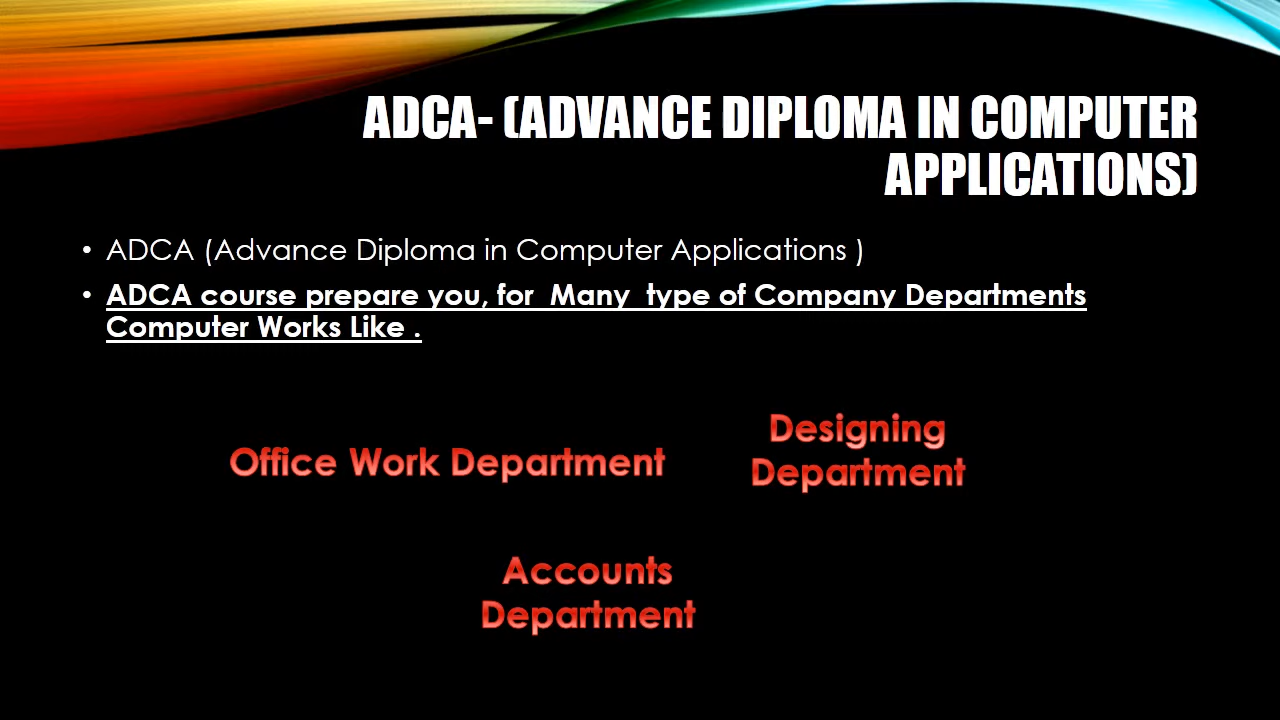 ADCA- (ADVANCE DIPLOMA IN COMPUTER
APPLICATIONS)
• ADCA (Advance Diploma in Computer Applications )
• ADCA course prepare you, for  Many  type of Company Departments
Computer Works Like .
Designing
Office Work Department
Department
Accounts
Department